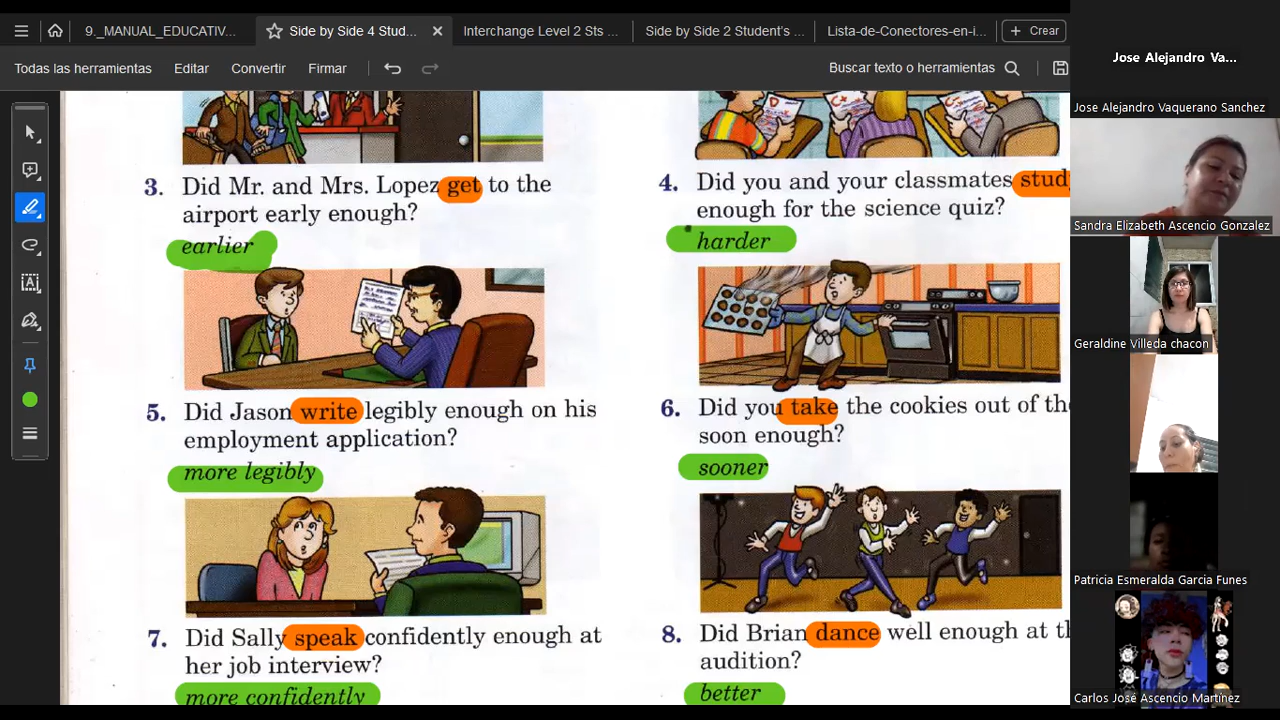 9._MANUAL_EDUCATIV...
Side by Side 4 Stud...
Interchange Level 2 Sts ...
Side by Side 2 Student's ...
Lista-de-Conectores-en-i...
Crear
Todas las herramientas
Editar
Convertir
Firmar
Buscar texto o herramientas
3. Did Mr. and Mrs. Lopez get to the
airport early enough?
earlier
D
C+
4. Did you and your classmates stud
enough for the science quiz?
harder
5. Did Jason write legibly enough on his
employment application?
more legibly
6. Did you take the cookies out of th
soon enough?
sooner
7. Did Sally speak confidently enough at
her job interview?
more confidently
8. Did Brian dance well enough at t
audition?
better
Jose Alejandro Va...
Jose Alejandro Vaquerano Sanchez
Sandra Elizabeth Ascencio Gonzalez
Geraldine Villeda chacon
Patricia Esmeralda Garcia Funes
Carlos José Ascencio Martínez